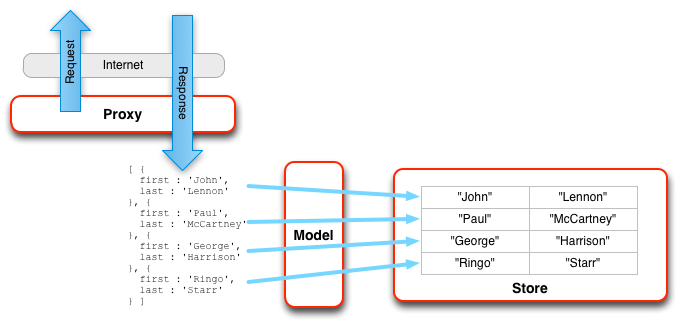 Request
Internet
Response
Proxy
[ {
first : 'John',
last : 'Lennon'
}, {
first : 'Paul',
last : 'McCartney'
}, {
first : 'George',
last : 'Harrison'
}, {
first : 'Ringo',
last : 'Starr'
} ]
Model
"John" "Lennon"
"Paul" "McCartney"
"George" "Harrison"
"Ringo" "Starr"
Store